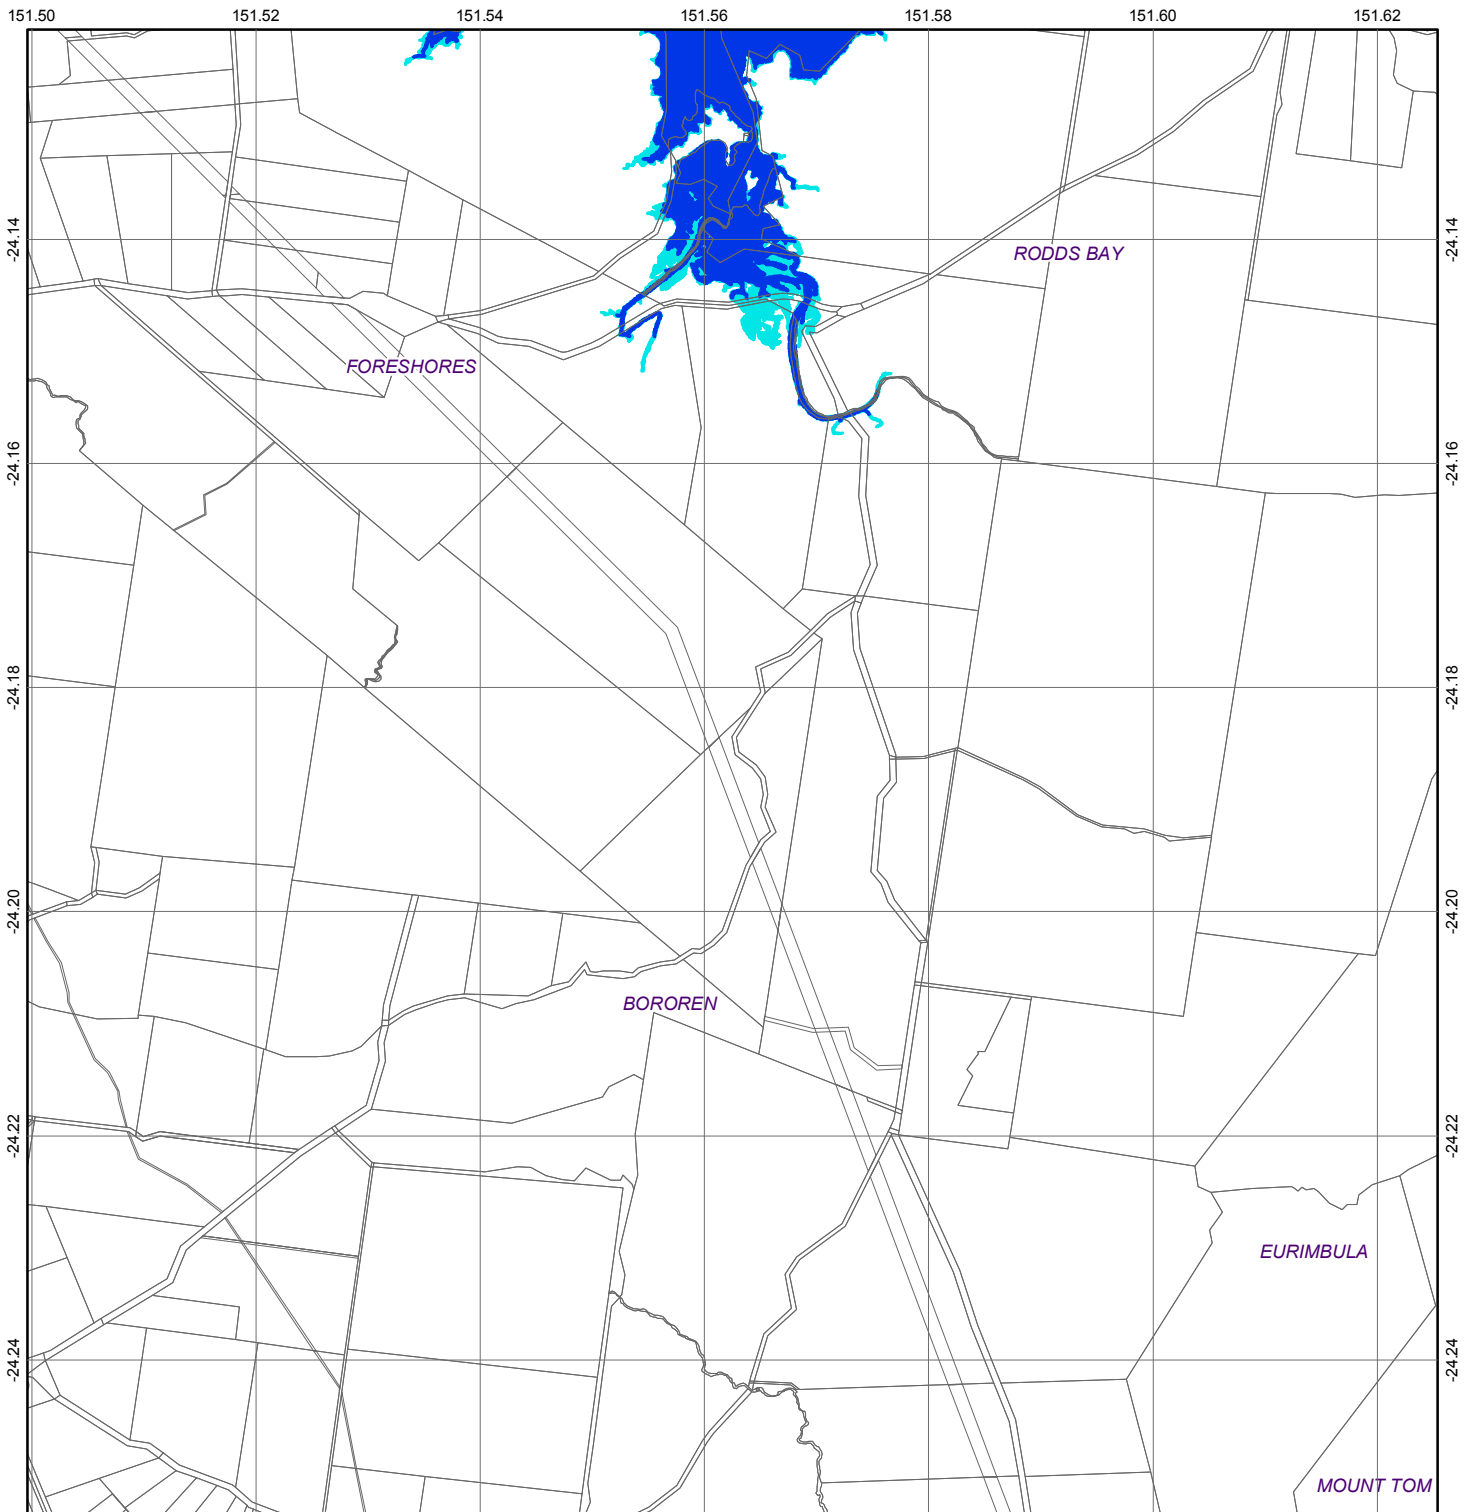 151.50 151.52 151.54 151.56 151.58 151.60 151.62
-24.14 -24.14
RODDS BAY
FORESHORES
-24.16 -24.16
-24.18 -24.18
-24.20 -24.20
BOROREN
-24.22 -24.22
EURIMBULA
-24.24 -24.24
MOUNT TOM